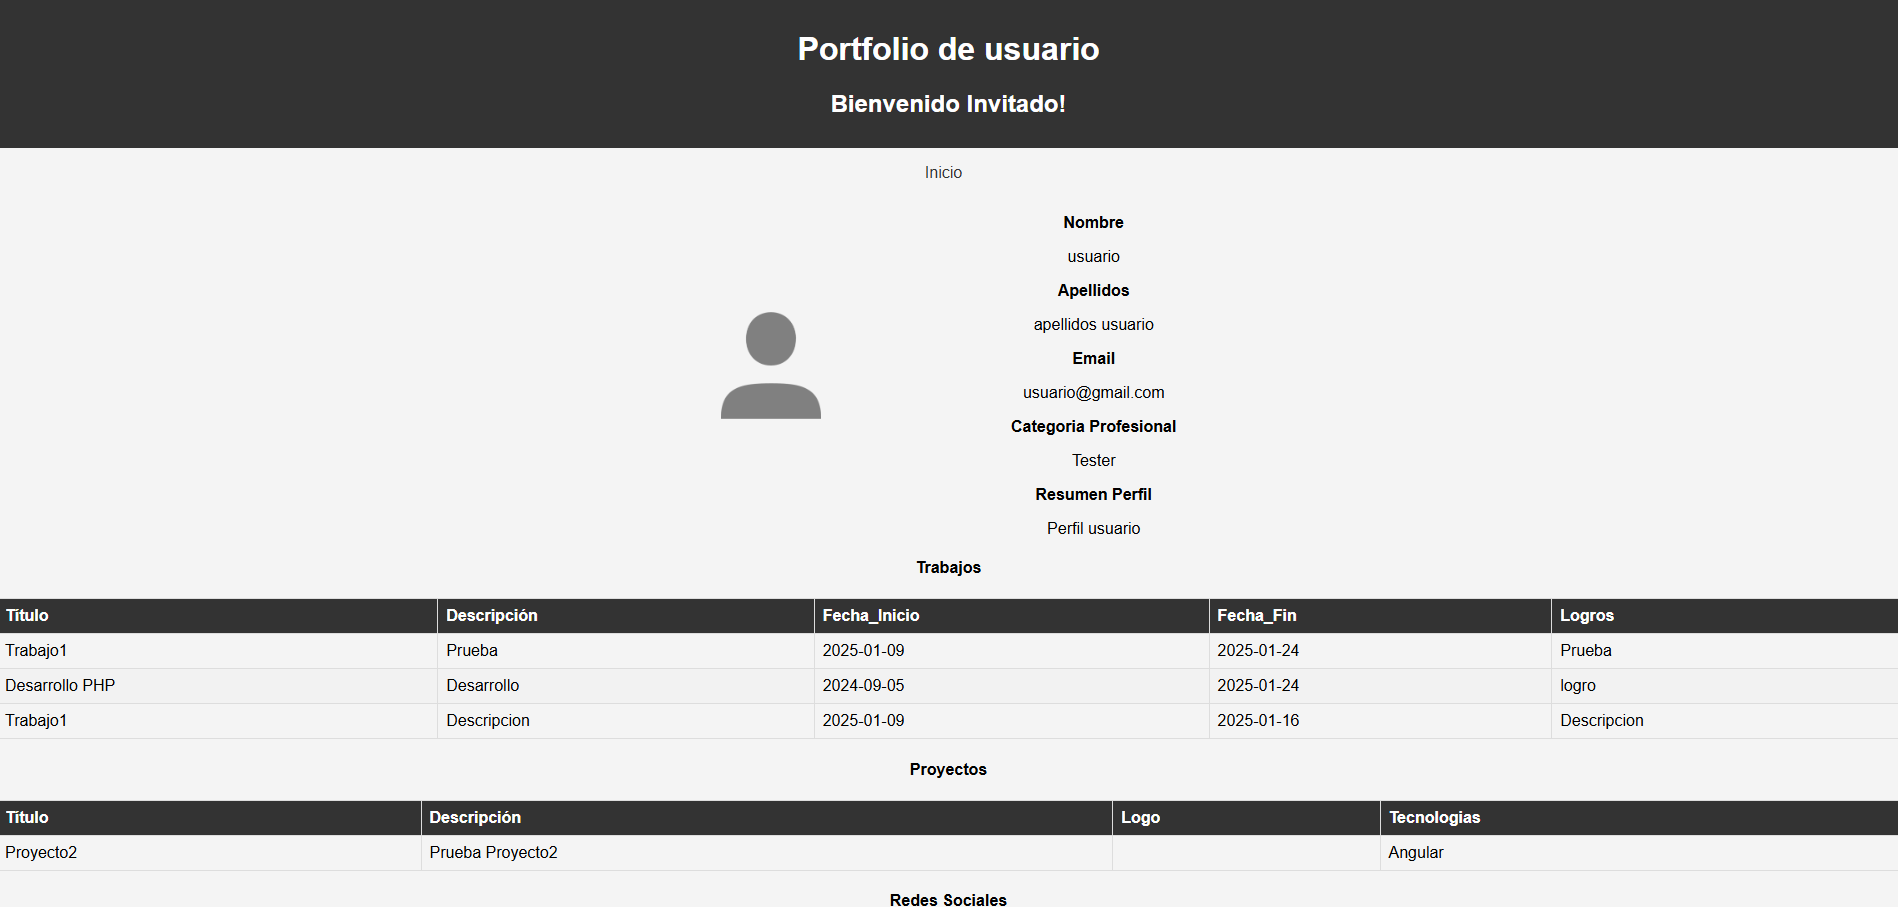 Portfolio de usuario
Bienvenido Invitado!
Inicio
Nombre
usuario
Apellidos
apellidos usuario
Email
usuario@gmail.com
Categoria Profesional
Tester
Resumen Perfil
Perfil usuario
Trabajos
Título Descripción Fecha_Inicio Fecha_Fin Logros
Trabajo1 Prueba 2025-01-09 2025-01-24 Prueba
Desarrollo PHP Desarrollo 2024-09-05 2025-01-24 logro
Trabajo1 Descripcion 2025-01-09 2025-01-16 Descripcion
Proyectos
Título Descripción Logo Tecnologias
Proyecto2 Prueba Proyecto2 Angular
Redes Sociales